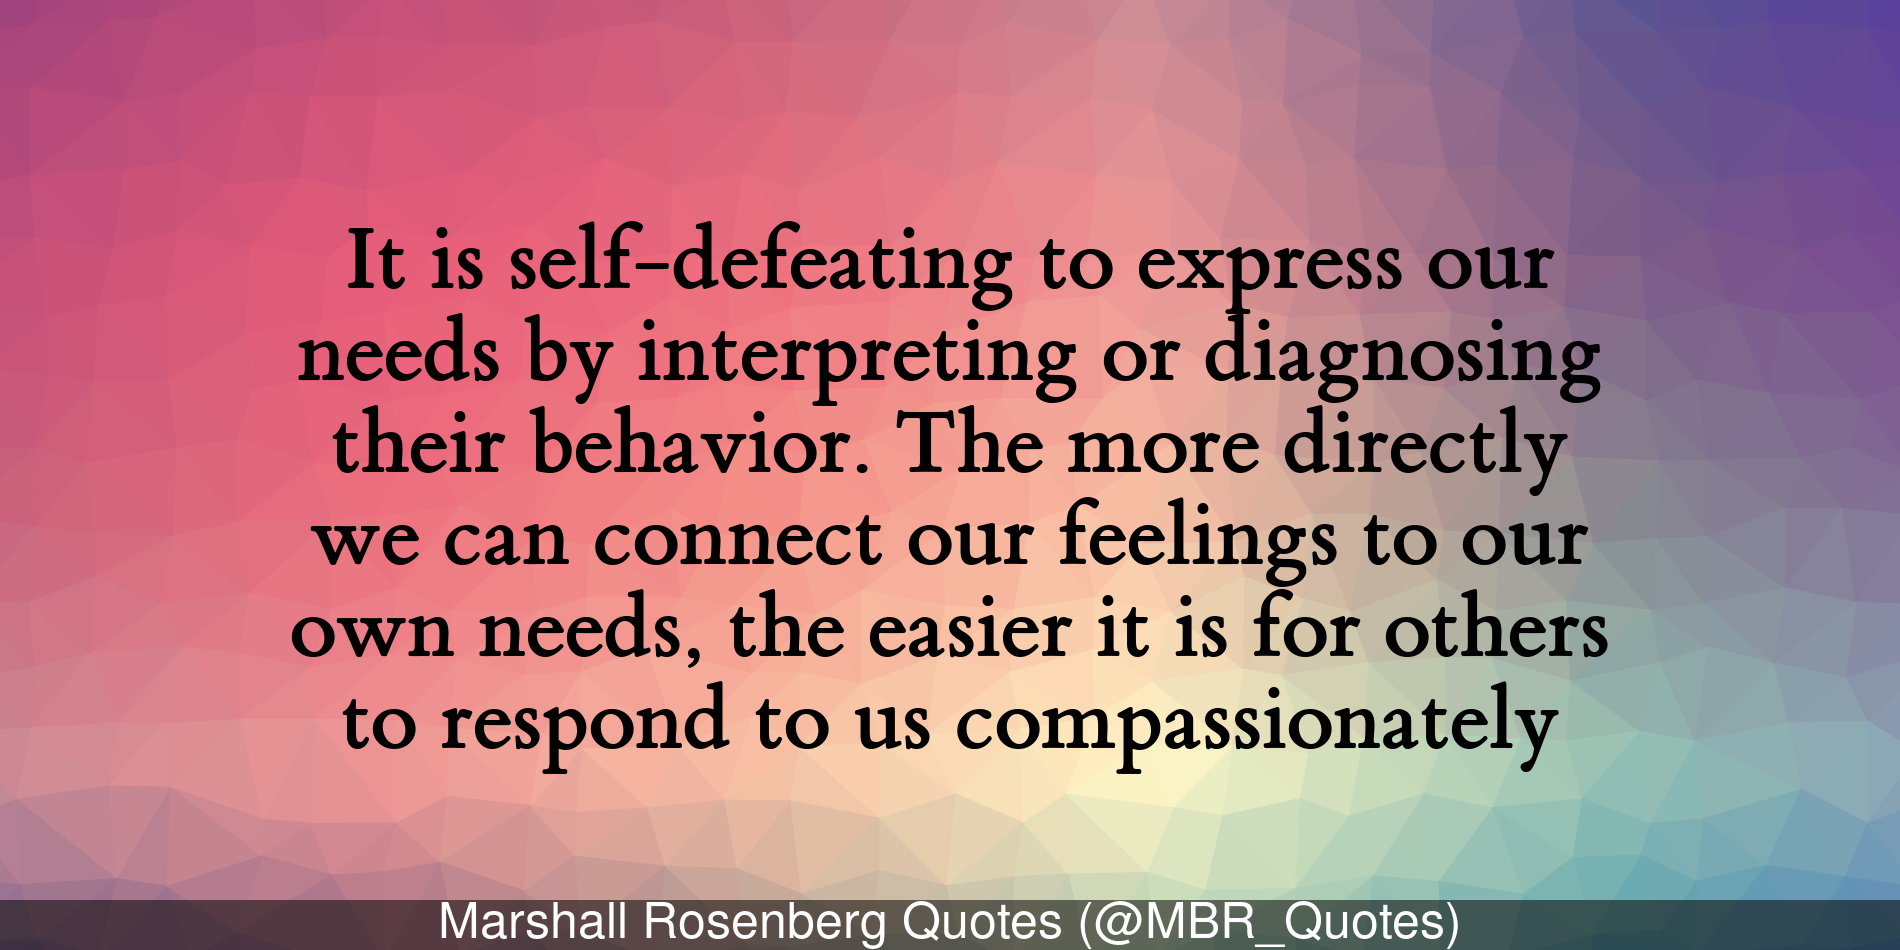 It is self-defeating to express our
needs by interpreting or diagnosing
their behavior. The more directly
we can connect our feelings to our
own needs, the easier it is for others
to respond to us compassionately
Marshall Rosenberg Quotes (@MBR_Quotes)